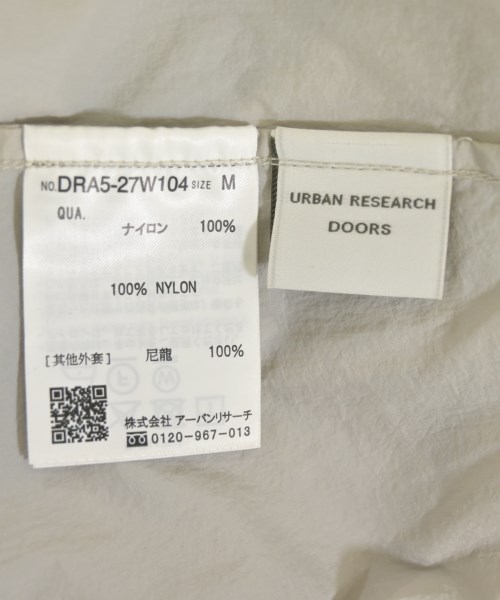 NO. DRA5-27W104 SIZE M
QUA.
ナイロン 100%
100% NYLON
[其他外套] 尼龍 100%
株式会社 アーバンリサーチ
0120-967-013
URBAN RESEARCH
DOORS